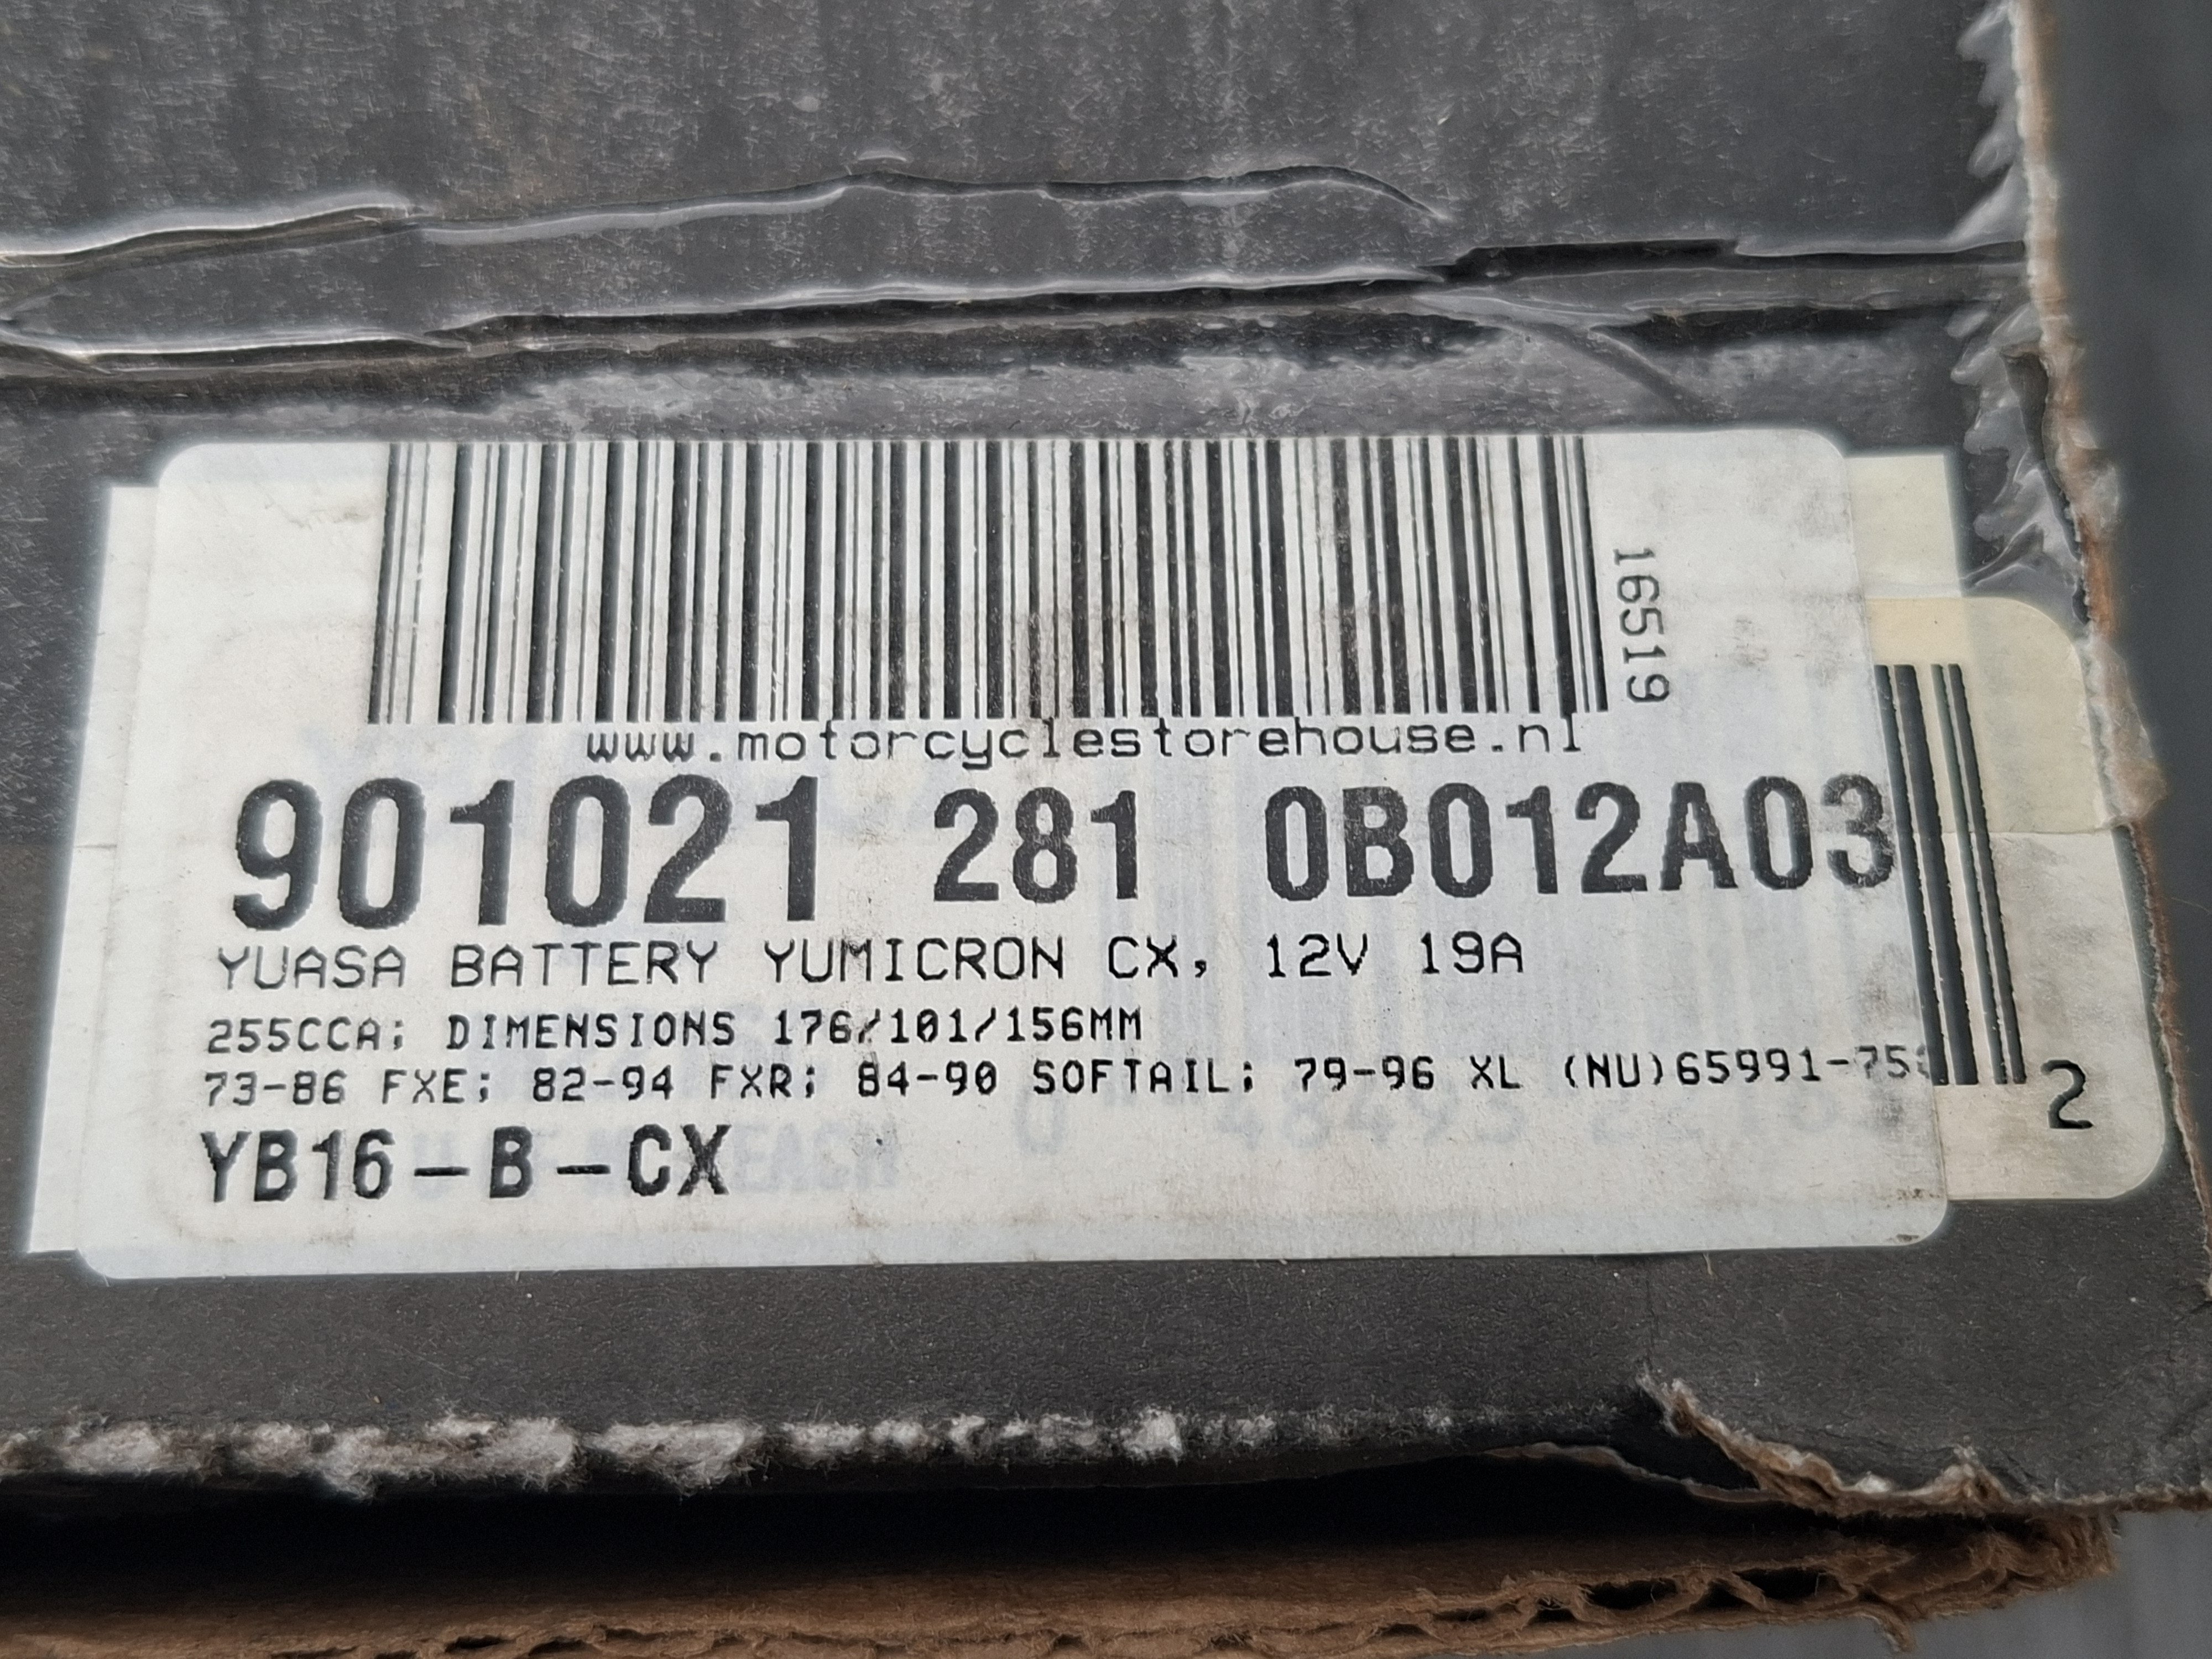 16519
www.motorcyclestorehouse.nl
901021 281 0B012A03
YUASA BATTERY YUMICRON CX, 12V 19A
255CCA; DIMENSIONS 176/101/156MM
73-86 FXE; 82-94 FXR; 84-90 SOFTAIL; 79-96 XL (NU)65991-75
2
YB16-B-CX